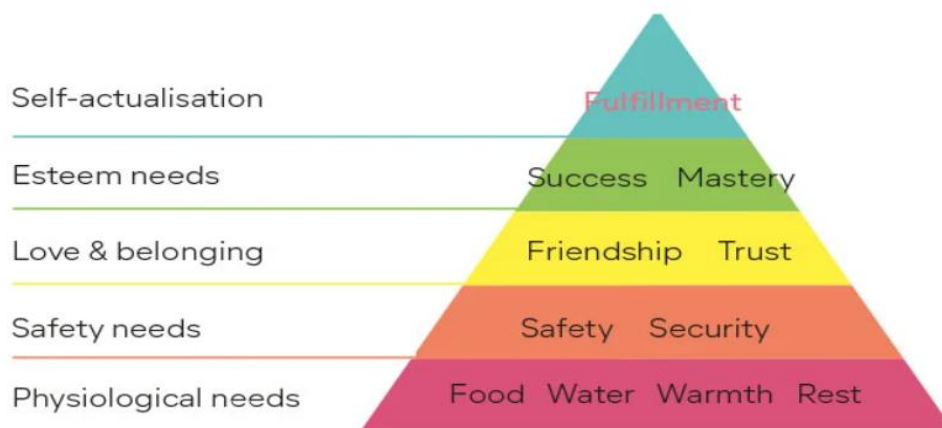 Self-actualisation Fulfillment
Esteem needs Success Mastery
Love & belonging Friendship Trust
Safety needs Safety Security
Physiological needs Food Water Warmth Rest